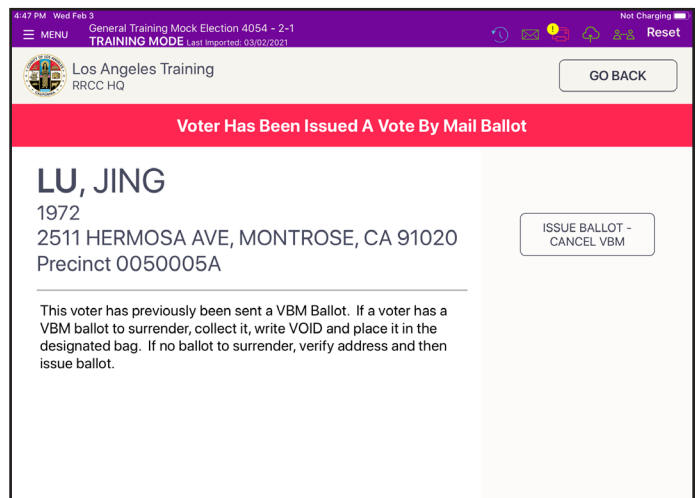 4:47 PM Wed Feb 3
Not Charging
MENU
General Training Mock Election 4054 - 2-1
TRAINING MODE Last Imported: 03/02/2021
Reset
Los Angeles Training
RRCC HQ
GO BACK
Voter Has Been Issued A Vote By Mail Ballot
LU, JING
1972
2511 HERMOSA AVE, MONTROSE, CA 91020
Precinct 0050005A
ISSUE BALLOT -
CANCEL VBM
This voter has previously been sent a VBM Ballot. If a voter has a
VBM ballot to surrender, collect it, write VOID and place it in the
designated bag. If no ballot to surrender, verify address and then
issue ballot.